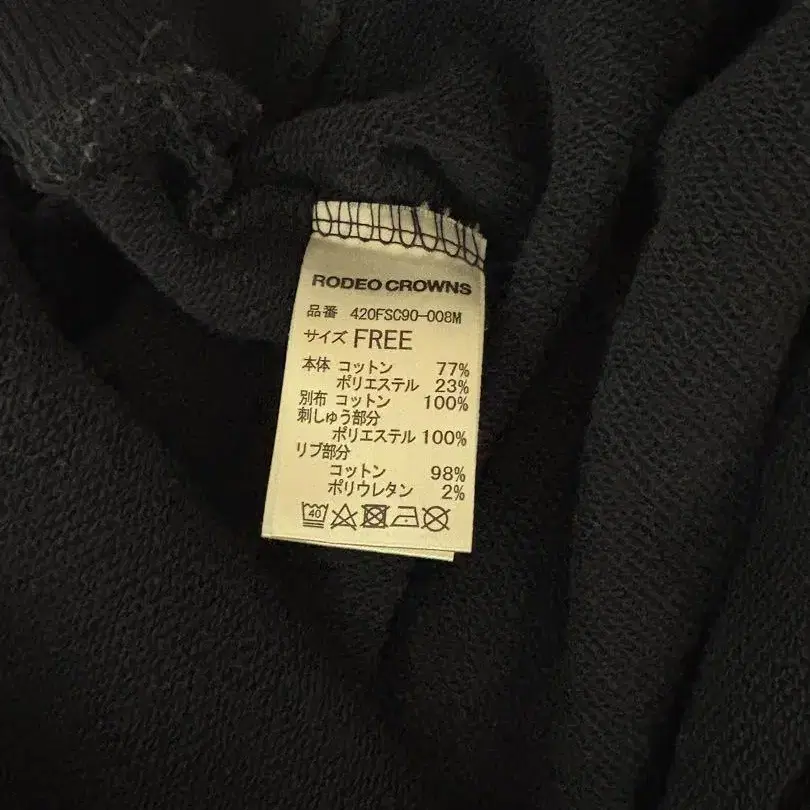 RODEO CROWNS
品番 420FSC90-008M
サイズ FREE
本体 コットン 77%
ポリエステル 23%
別布 コットン 100%
刺しゅう部分
ポリエステル 100%
リブ部分
コットン 98%
ポリウレタン 2%
40